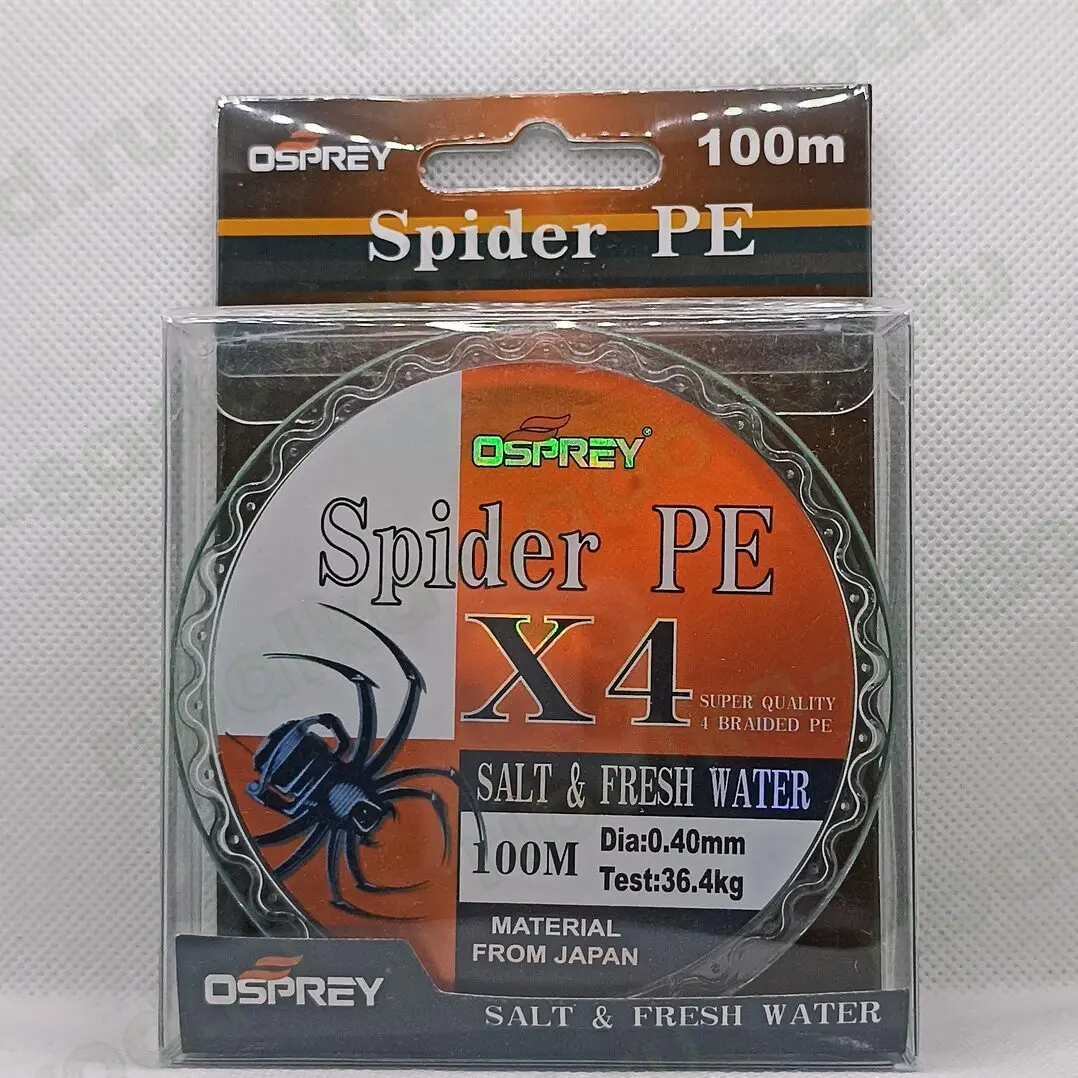 OSPREY
100m
Spider PE
OSPREY®
Spider PE
X4
SUPER QUALITY
4 BRAIDED PE
SALT & FRESH WATER
100M
Dia:0.40mm
Test:36.4kg
MATERIAL
FROM JAPAN
OSPREY
SALT & FRESH WATER